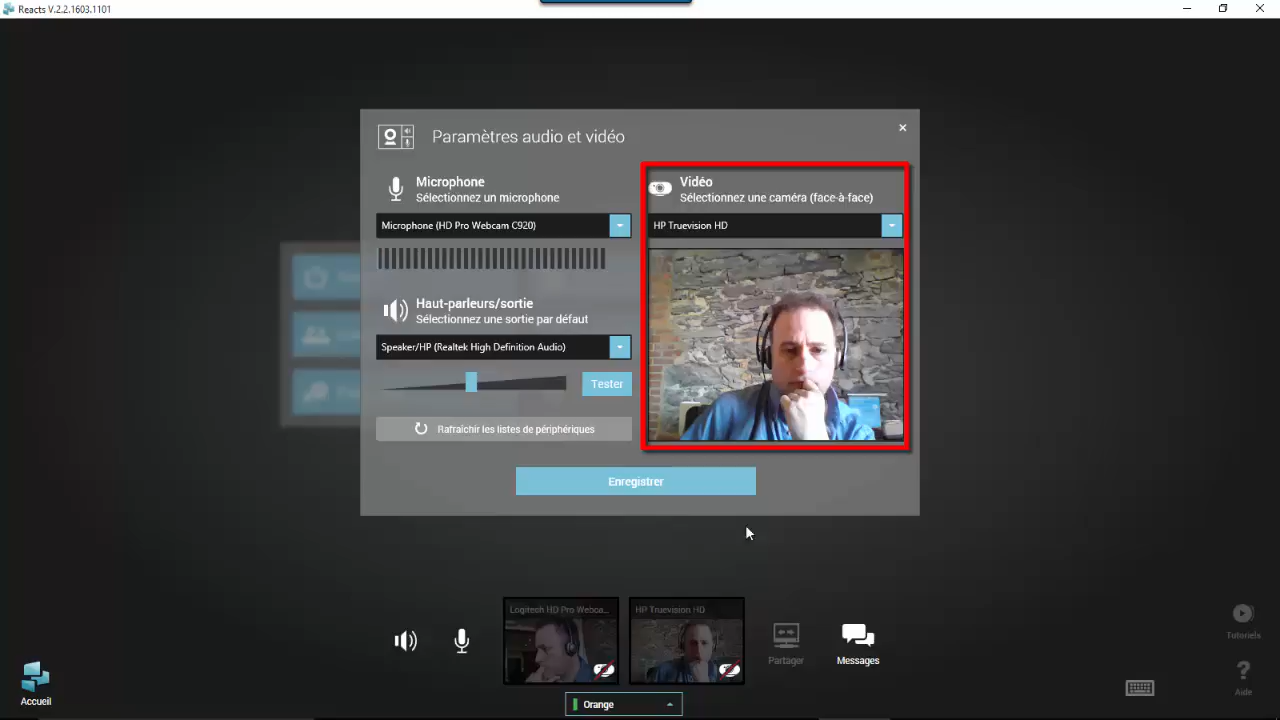 Reacts V.2.2.1603.1101
Paramètres audio et vidéo
Microphone
Sélectionnez un microphone
Microphone (HD Pro Webcam C920)
Haut-parleurs/sortie
Sélectionnez une sortie par défaut
Speaker/HP (Realtek High Definition Audio)
Tester
Rafraîchir les listes de périphériques
Vidéo
Sélectionnez une caméra (face-à-face)
HP Truevision HD
Enregistrer
Logitech HD Pro Webca...
HP Truevision HD
Partager
Messages
Orange
Accueil
Tutoriels
Aide